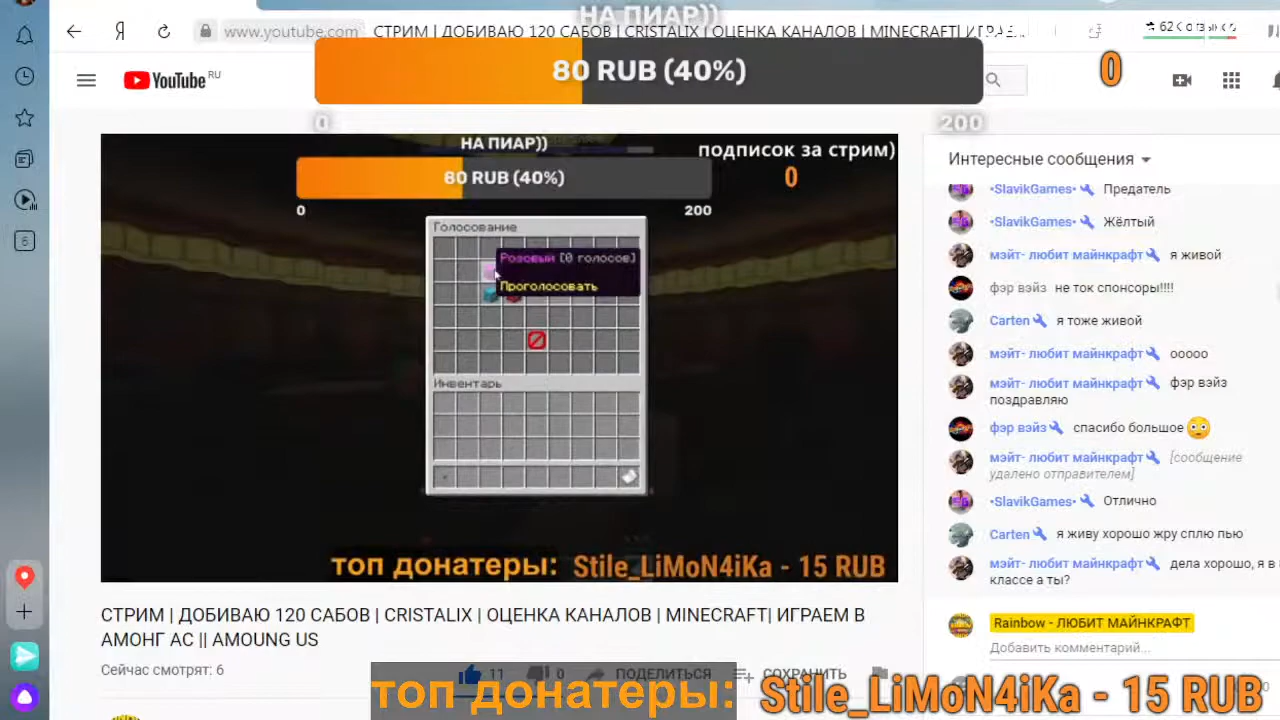 НА ПИАР))
www.youtube.com СТРИМ | ДОБИВАЮ 120 САБОВ | CRISTALIX | ОЦЕНКА КАНАЛОВ | MINECRAFT|
80 RUB (40%)
0
YouTube RU
0
200
НА ПИАР))
подписок за стрим)
80 RUB (40%)
0
0
200
Голосование
Розовый [0 голосов]
Проголосовать
Инвентарь
топ донатеры: Stile_LiMoN4iKa - 15 RUB
Интересные сообщения
•SlavikGames• Предатель
•SlavikGames• Жёлтый
мэйт- любит майнкрафт я живой
фэр вэйз не ток спонсоры!!!!
Carten я тоже живой
мэйт- любит майнкрафт ооооо
мэйт- любит майнкрафт фэр вэйз
поздравляю
фэр вэйз спасибо большое
мэйт- любит майнкрафт [сообщение
удалено отправителем]
•SlavikGames• Отлично
Carten я живу хорошо жру сплю пью
мэйт- любит майнкрафт дела хорошо, я в
классе а ты?
Rainbow - ЛЮБИТ МАЙНКРАФТ
Добавить комментарий...
СТРИМ | ДОБИВАЮ 120 САБОВ | CRISTALIX | ОЦЕНКА КАНАЛОВ | MINECRAFT| ИГРАЕМ В
АМОНГ АС || AMOUNG US
Сейчас смотрят: 6
11 0 ПОДЕЛИТЬСЯ СОХРАНИТЬ
топ донатеры: Stile_LiMoN4iKa - 15 RUB
6